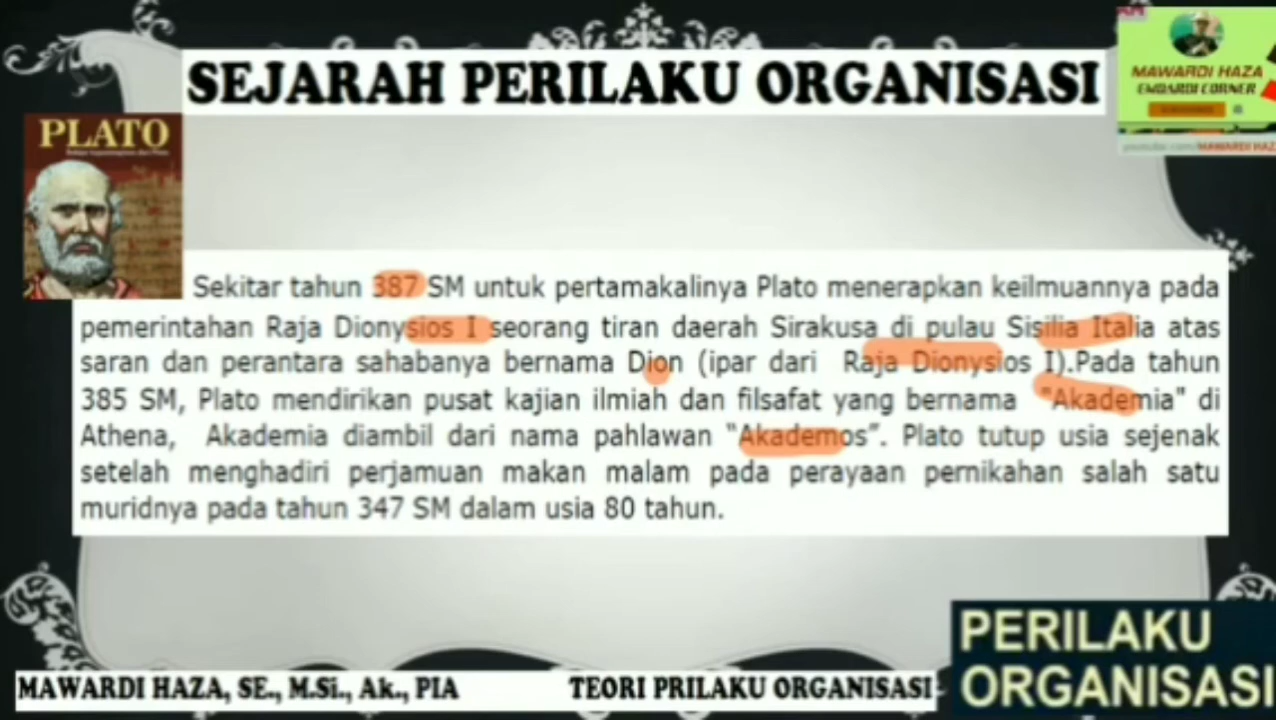 SEJARAH PERILAKU ORGANISASI
MAWARDI HAZA
EMDARDI CORNER
youtube.com/MAWARDI HAZA
PLATO
Sekitar tahun 387 SM untuk pertamakalinya Plato menerapkan keilmuannya pada
pemerintahan Raja Dionysios I seorang tiran daerah Sirakusa di pulau Sisilia Italia atas
saran dan perantara sahabanya bernama Dion (ipar dari Raja Dionysios I).Pada tahun
385 SM, Plato mendirikan pusat kajian ilmiah dan filsafat yang bernama "Akademia" di
Athena, Akademia diambil dari nama pahlawan "Akademos". Plato tutup usia sejenak
setelah menghadiri perjamuan makan malam pada perayaan pernikahan salah satu
muridnya pada tahun 347 SM dalam usia 80 tahun.
PERILAKU
ORGANISASI
MAWARDI HAZA, SE., M.Si., Ak., PIA TEORI PRILAKU ORGANISASI